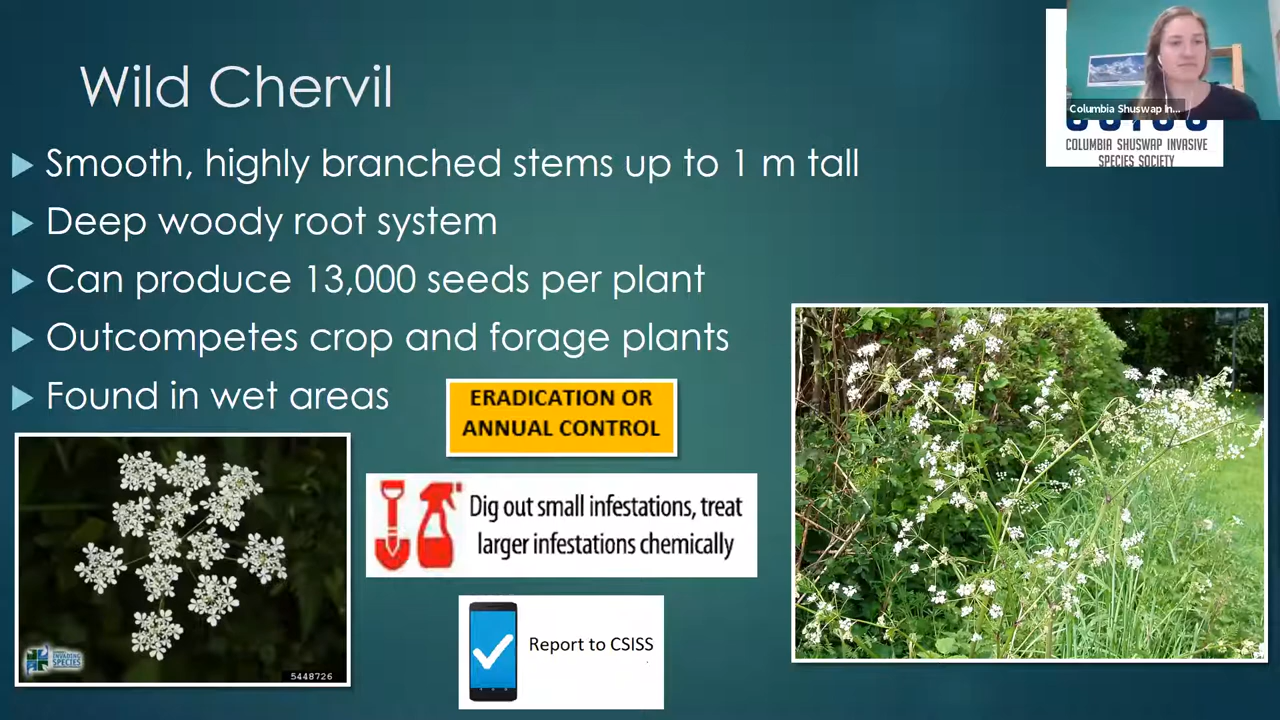 Wild Chervil
Columbia Shuswap In...
COLUMBIA SHUSWAP INVASIVE
SPECIES SOCIETY
Smooth, highly branched stems up to 1 m tall
Deep woody root system
Can produce 13,000 seeds per plant
Outcompetes crop and forage plants
Found in wet areas
ERADICATION OR
ANNUAL CONTROL
Dig out small infestations, treat
larger infestations chemically
Report to CSISS
INVADING
SPECIES
5448726